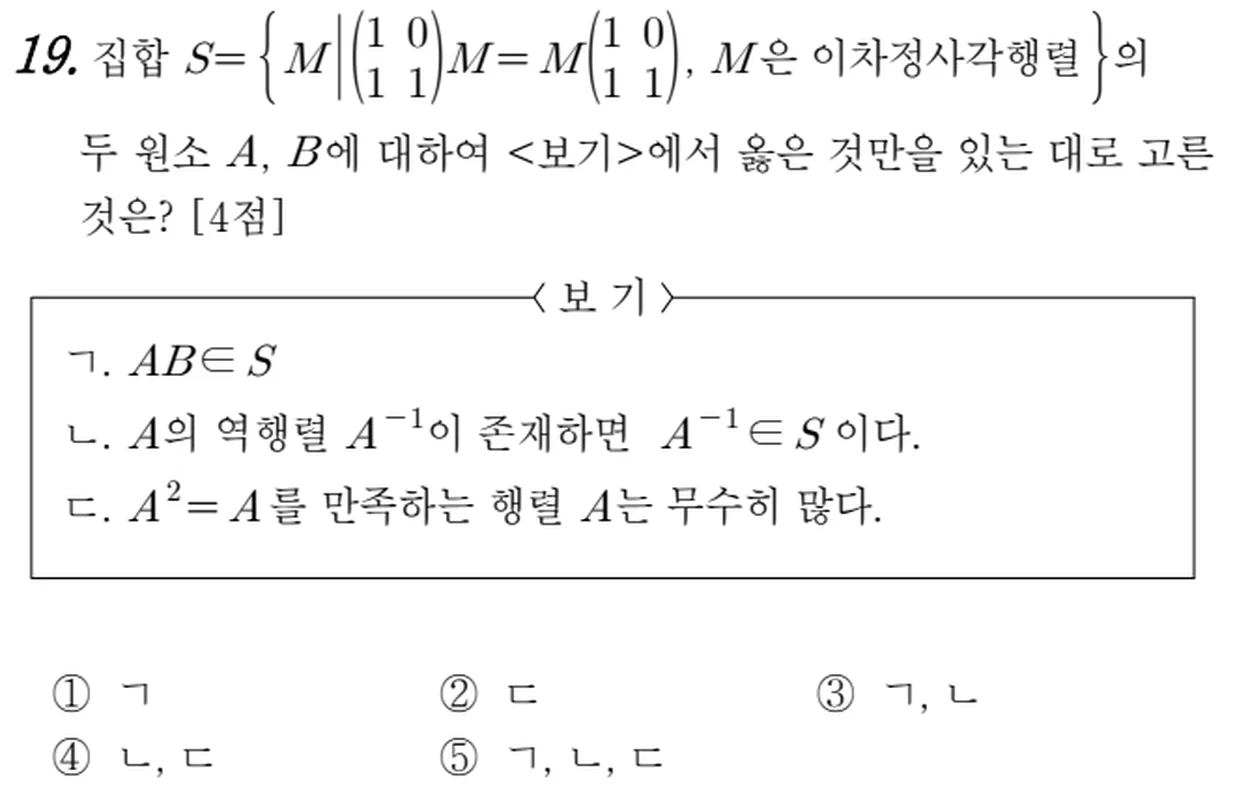 19. 집합 S={M|(1 0 1 1)M=M(1 0 1 1), M은 이차정사각행렬}의
두 원소 A, B에 대하여 <보기>에서 옳은 것만을 있는 대로 고른
것은? [4점]
<보 기>
ㄱ. AB∈S
ㄴ. A의 역행렬 A⁻¹이 존재하면 A⁻¹∈S이다.
ㄷ. A²=A를 만족하는 행렬 A는 무수히 많다.
① ㄱ ② ㄷ ③ ㄱ, ㄴ
④ ㄴ, ㄷ ⑤ ㄱ, ㄴ, ㄷ